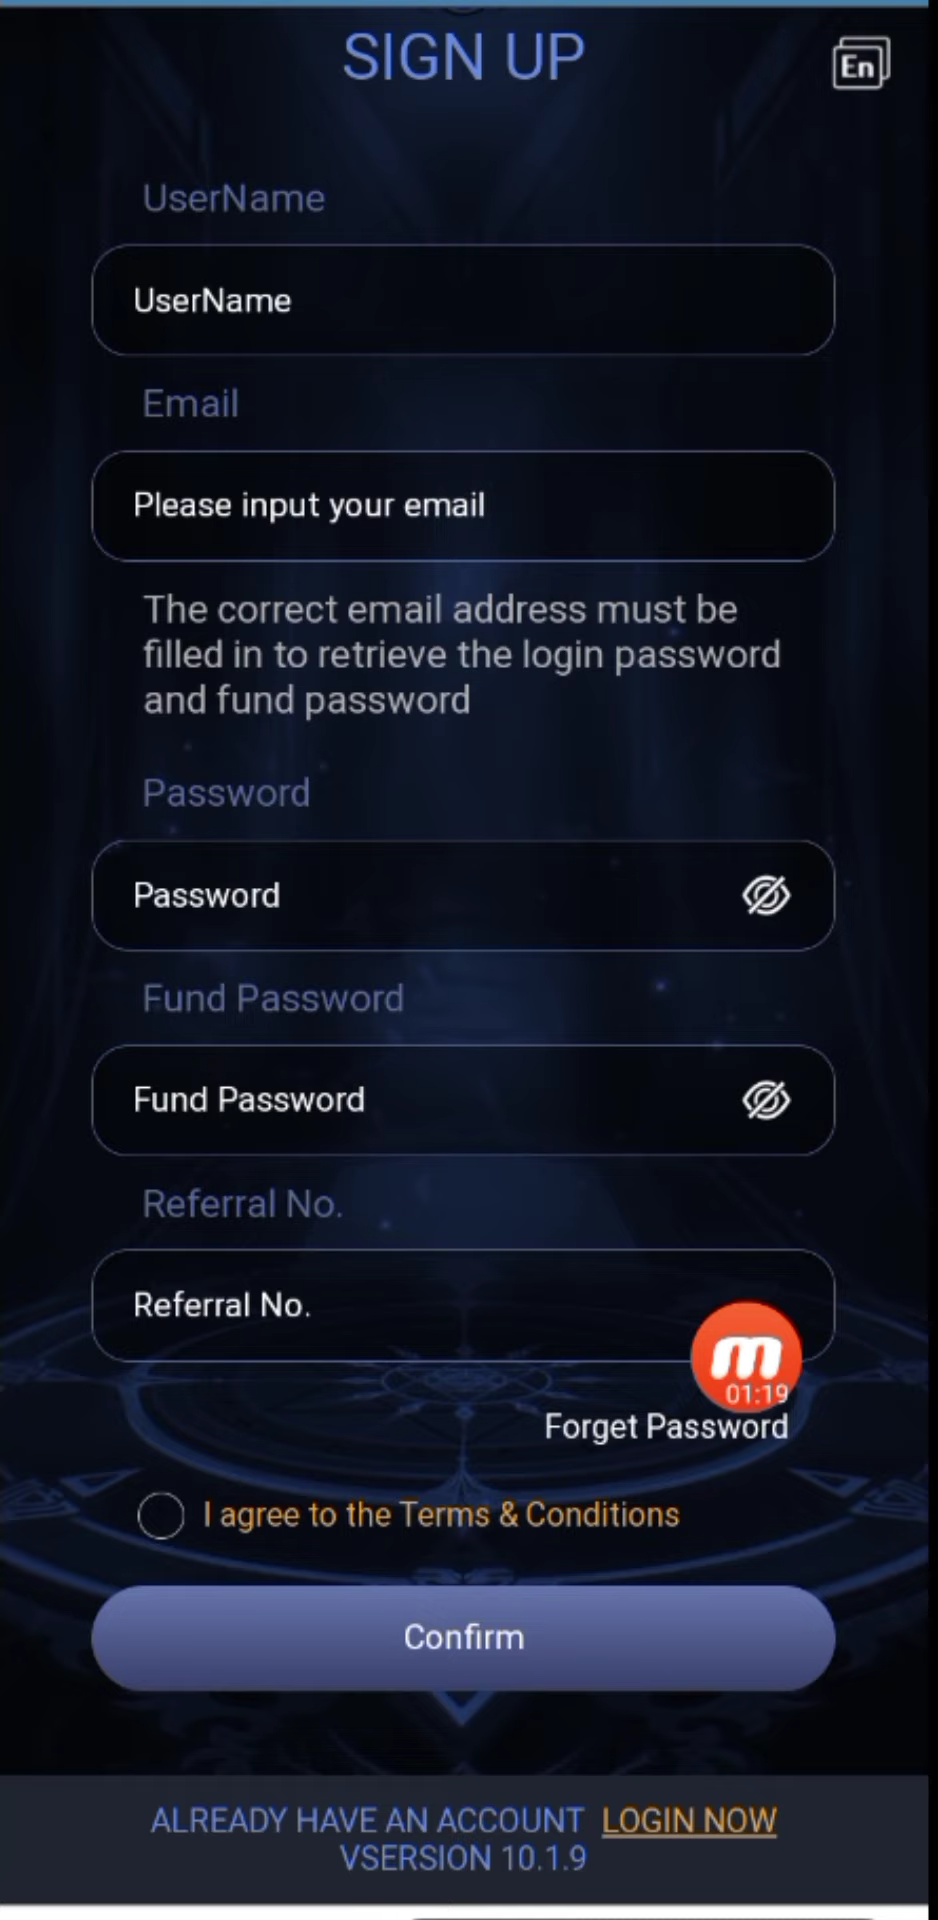 SIGN UP
En
UserName
UserName
Email
Please input your email
The correct email address must be
filled in to retrieve the login password
and fund password
Password
Password
Fund Password
Fund Password
Referral No.
Referral No.
m
01:19
Forget Password
I agree to the Terms & Conditions
Confirm
ALREADY HAVE AN ACCOUNT LOGIN NOW
VSERSION 10.1.9